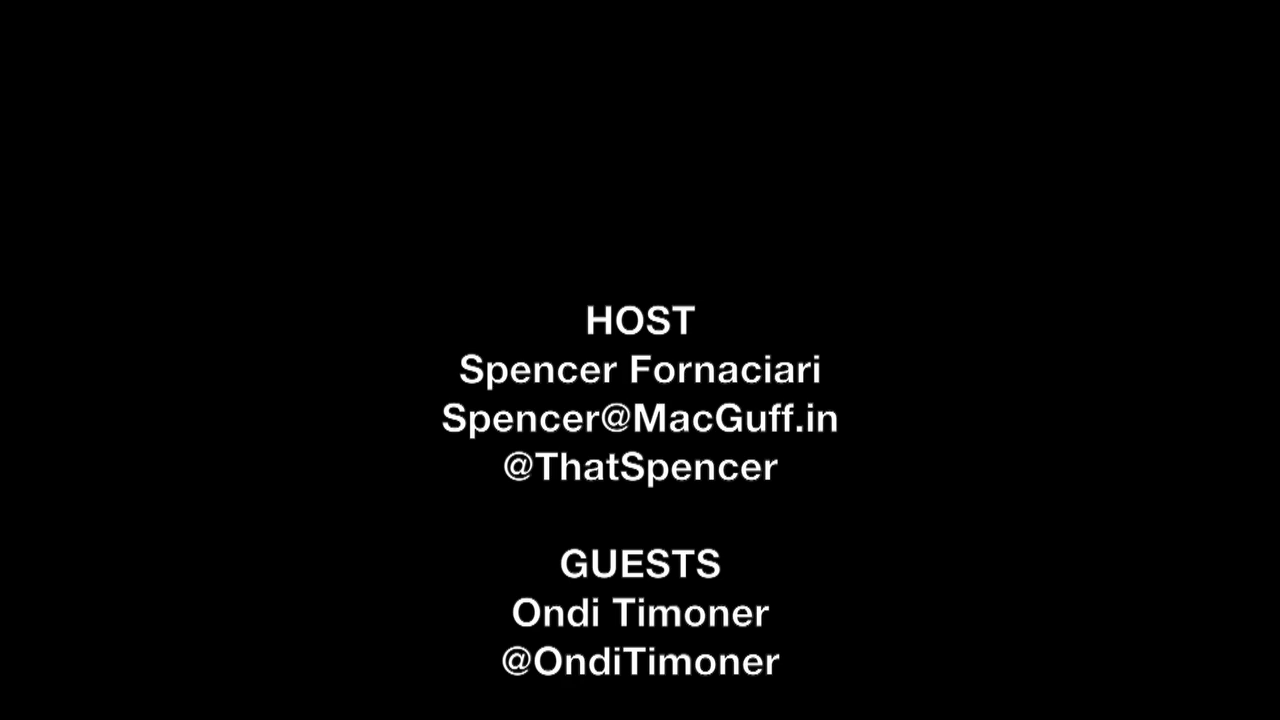 HOST
Spencer Fornaciari
Spencer@MacGuff.in
@ThatSpencer
GUESTS
Ondi Timoner
@OndiTimoner